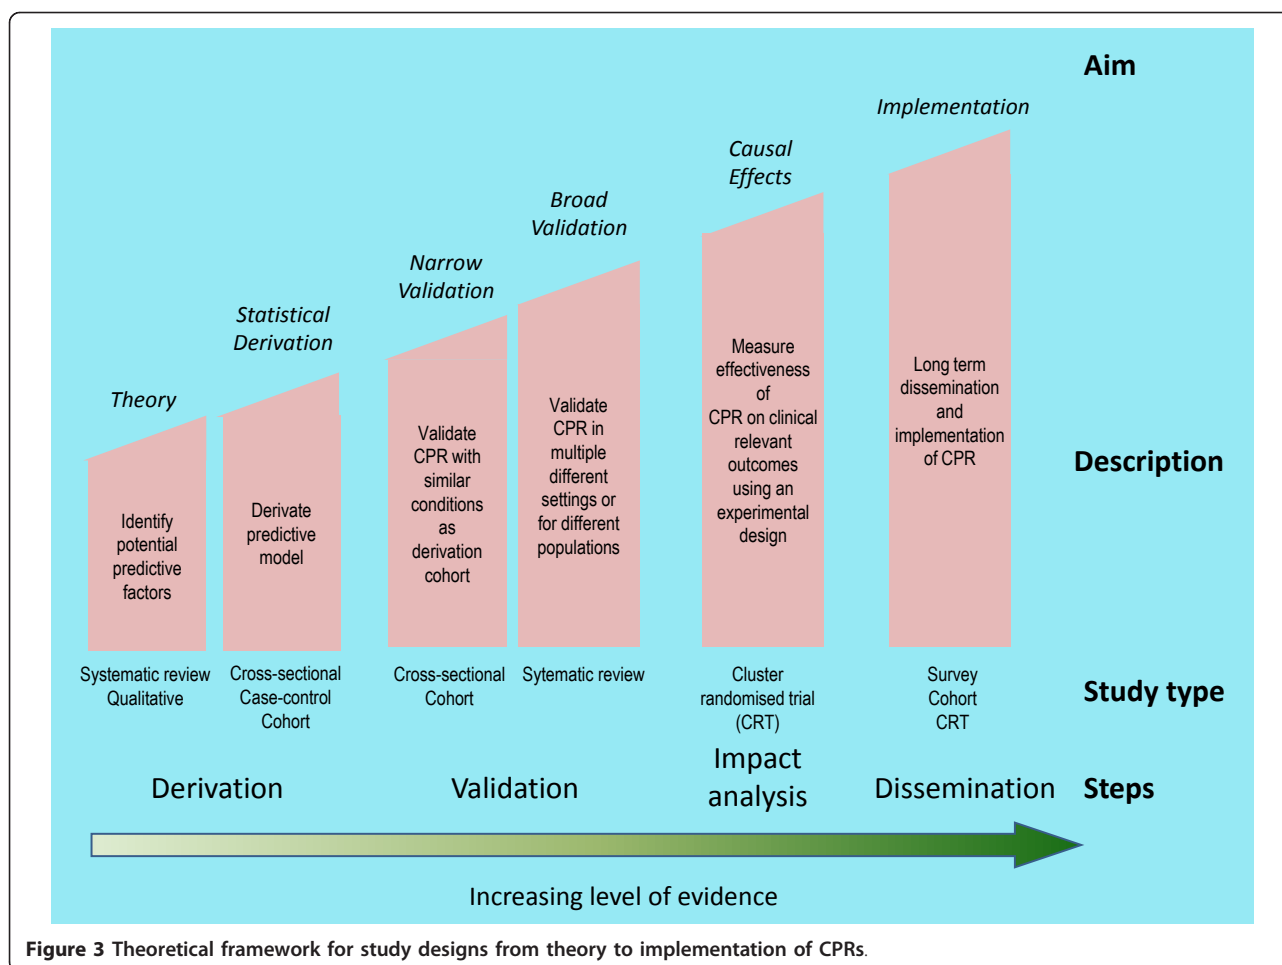 Aim
Implementation
Causal
Effects
Broad
Validation
Narrow
Validation
Statistical
Derivation
Theory
Identify
potential
predictive
factors
Derivate
predictive
model
Validate
CPR with
similar
conditions
as
derivation
cohort
Validate
CPR in
multiple
different
settings or
for different
populations
Measure
effectiveness
of
CPR on clinical
relevant
outcomes
using an
experimental
design
Long term
dissemination
and
implementation
of CPR
Description
Systematic review
Qualitative
Cross-sectional
Case-control
Cohort
Cross-sectional
Cohort
Sytematic review
Cluster
randomised trial
(CRT)
Survey
Cohort
CRT
Study type
Derivation
Validation
Impact
analysis
Dissemination
Steps
Increasing level of evidence
Figure 3 Theoretical framework for study designs from theory to implementation of CPRs.